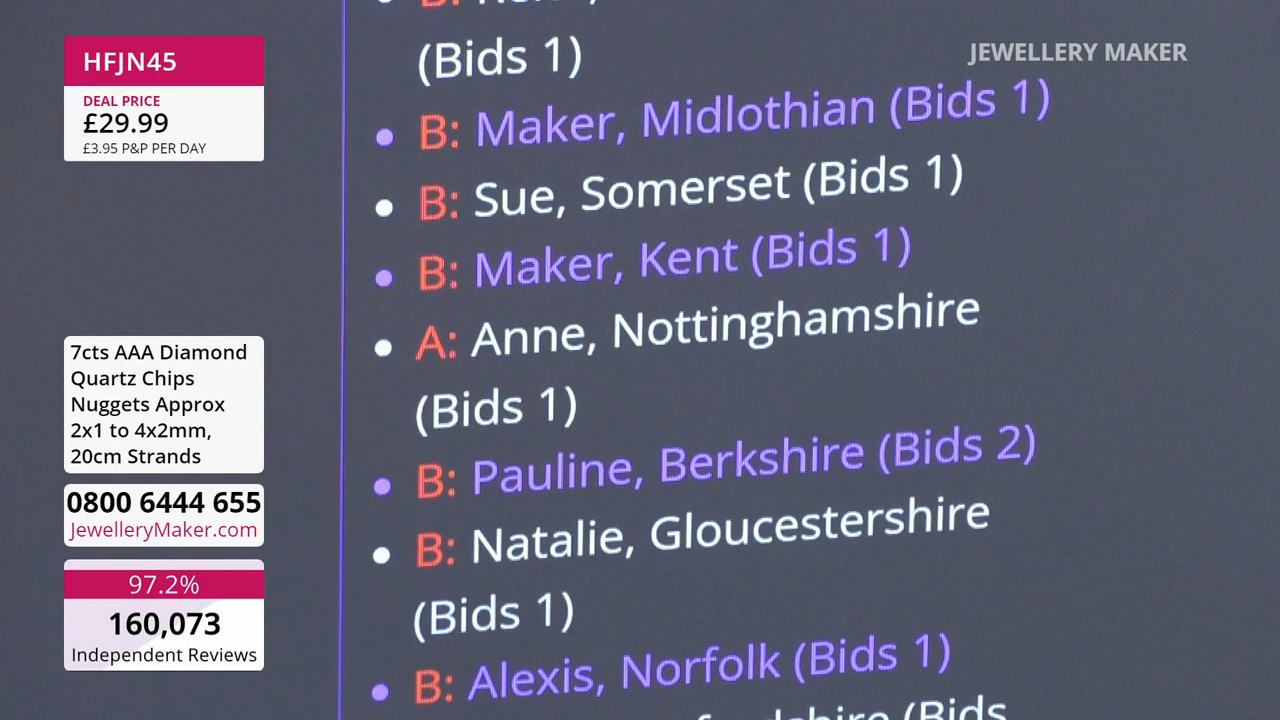 HFJN45
DEAL PRICE
£29.99
£3.95 P&P PER DAY
7cts AAA Diamond
Quartz Chips
Nuggets Approx
2x1 to 4x2mm,
20cm Strands
0800 6444 655
JewelleryMaker.com
97.2%
160,073
Independent Reviews
JEWELLERY MAKER
(Bids 1)
• B: Maker, Midlothian (Bids 1)
• B: Sue, Somerset (Bids 1)
• B: Maker, Kent (Bids 1)
• A: Anne, Nottinghamshire
(Bids 1)
• B: Pauline, Berkshire (Bids 2)
• B: Natalie, Gloucestershire
(Bids 1)
• B: Alexis, Norfolk (Bids 1)
(Bids